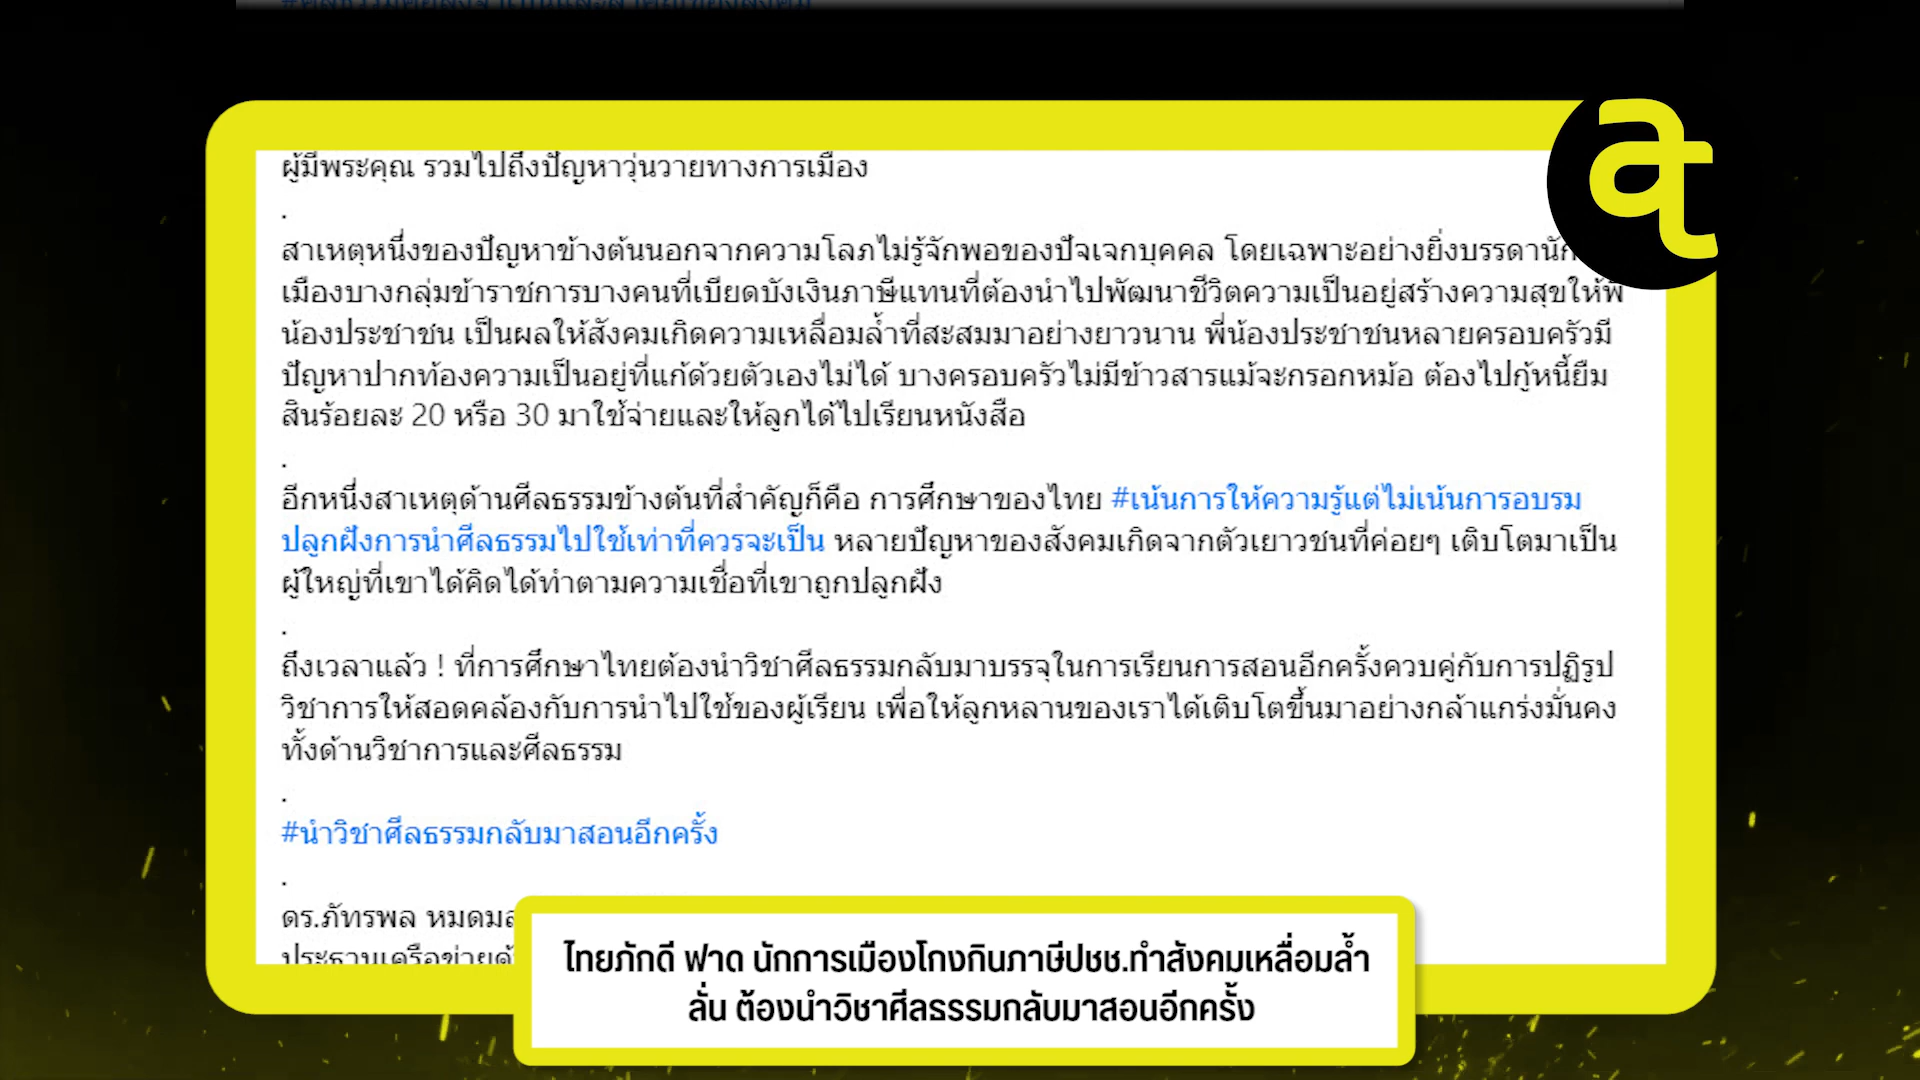 ผู้มีพระคุณ รวมไปถึงปัญหาวุ่นวายทางการเมือง
.
สาเหตุหนึ่งของปัญหาข้างต้นนอกจากความโลภไม่รู้จักพอของปัจเจกบุคคล โดยเฉพาะอย่างยิ่งบรรดานัก
เมืองบางกลุ่มข้าราชการบางคนที่เบียดบังเงินภาษีแทนที่ต้องนำไปพัฒนาชีวิตความเป็นอยู่สร้างความสุขให้พี่
น้องประชาชน เป็นผลให้สังคมเกิดความเหลื่อมล้ำที่สะสมมาอย่างยาวนาน พี่น้องประชาชนหลายครอบครัวมี
ปัญหาปากท้องความเป็นอยู่ที่แก้ด้วยตัวเองไม่ได้ บางครอบครัวไม่มีข้าวสารแม้จะกรอกหม้อ ต้องไปกู้หนี้ยืม
สินร้อยละ 20 หรือ 30 มาใช้จ่ายและให้ลูกได้ไปเรียนหนังสือ
.
อีกหนึ่งสาเหตุด้านศีลธรรมข้างต้นที่สำคัญก็คือ การศึกษาของไทย #เน้นการให้ความรู้แต่ไม่เน้นการอบรม
ปลูกฝังการนำศีลธรรมไปใช้เท่าที่ควรจะเป็น หลายปัญหาของสังคมเกิดจากตัวเยาวชนที่ค่อยๆ เติบโตมาเป็น
ผู้ใหญ่ที่เขาได้คิดได้ทำตามความเชื่อที่เขาถูกปลูกฝัง
.
ถึงเวลาแล้ว ! ที่การศึกษาไทยต้องนำวิชาศีลธรรมกลับมาบรรจุในการเรียนการสอนอีกครั้งควบคู่กับการปฏิรูป
วิชาการให้สอดคล้องกับการนำไปใช้ของผู้เรียน เพื่อให้ลูกหลานของเราได้เติบโตขึ้นมาอย่างกล้าแกร่งมั่นคง
ทั้งด้านวิชาการและศีลธรรม
.
#นำวิชาศีลธรรมกลับมาสอนอีกครั้ง
.
ดร.ภัทรพล
ประธานเครือข่าย
ไทยภักดี ฟาด นักการเมืองโกงกินภาษีปชช.ทำสังคมเหลื่อมล้ำ
ลั่น ต้องนำวิชาศีลธรรมกลับมาสอนอีกครั้ง